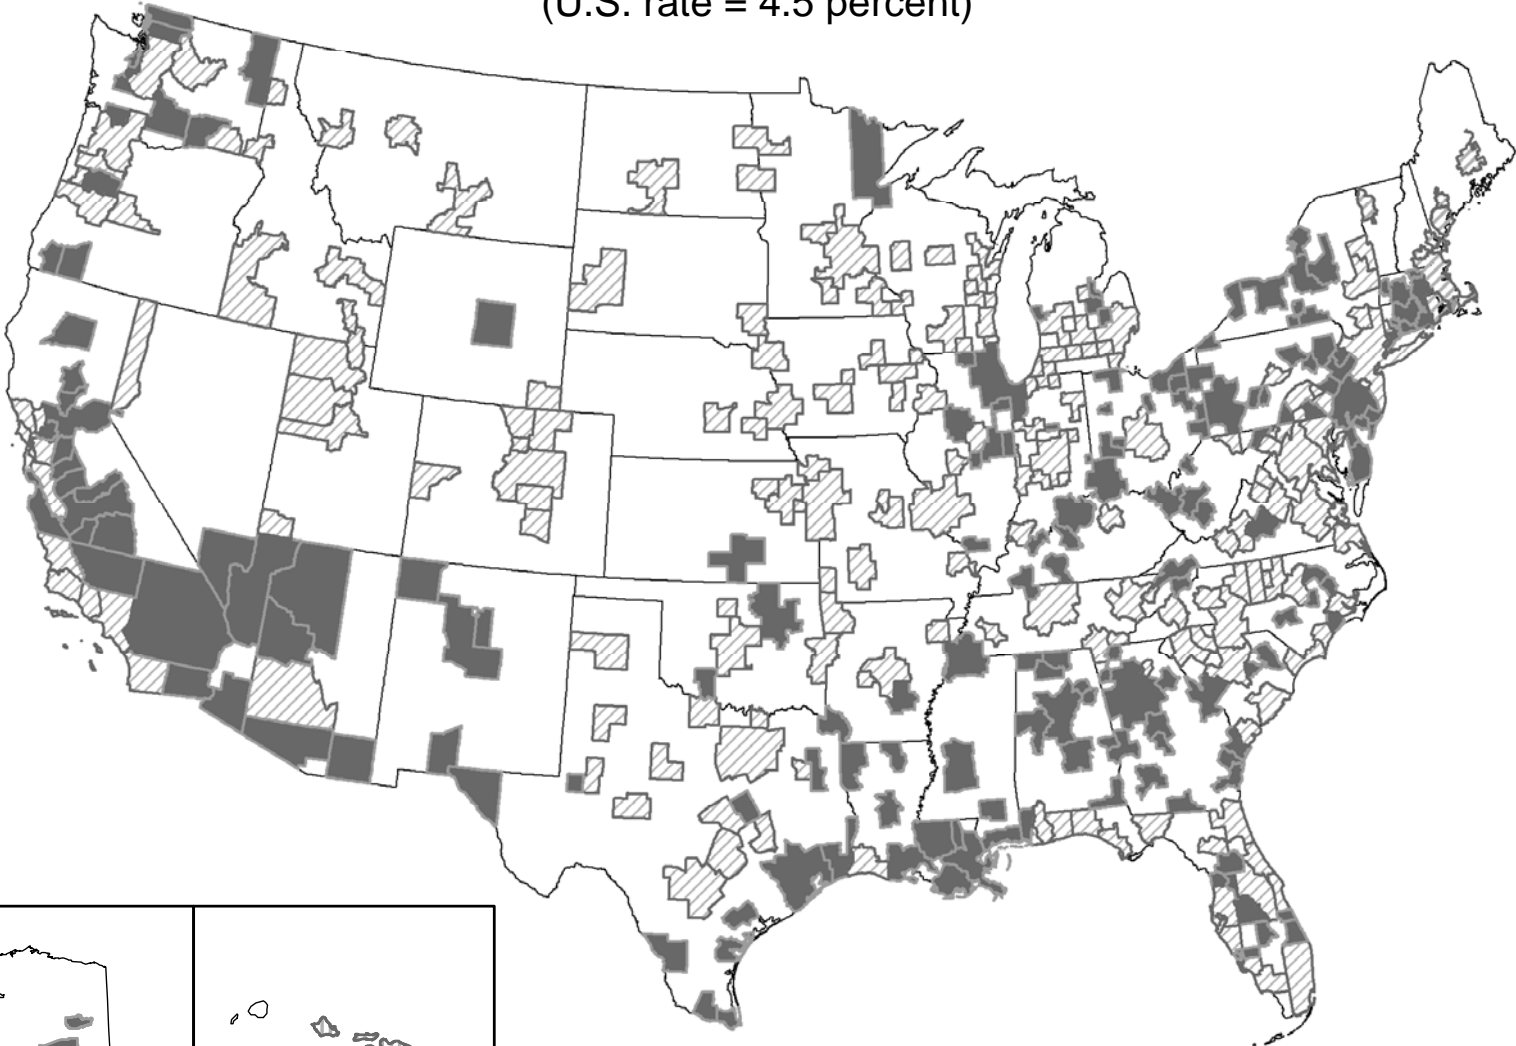 (U.S. rate = 4.5 percent)